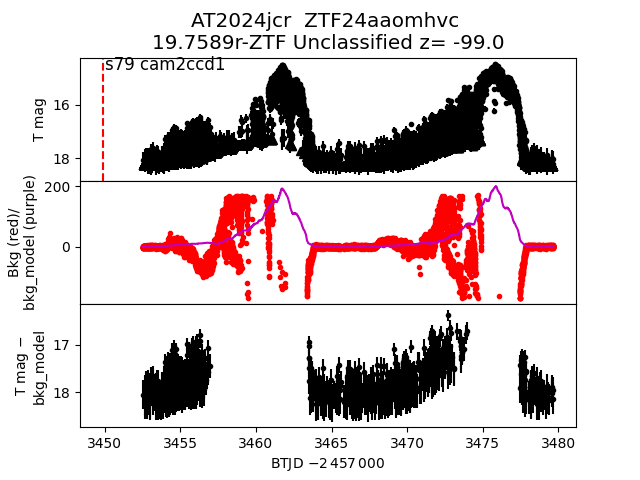 AT2024jcr  ZTF24aaomhvc
19.7589r-ZTF Unclassified z= -99.0
s79 cam2ccd1
T mag
16
18
Bkg (red)/
bkg_model (purple)
200
0
T mag −
bkg_model
17
18
3450 3455 3460 3465 3470 3475 3480
BTJD −2 457 000